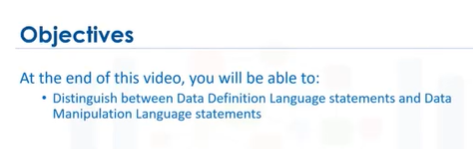 Objectives
At the end of this video, you will be able to:
• Distinguish between Data Definition Language statements and Data
Manipulation Language statements